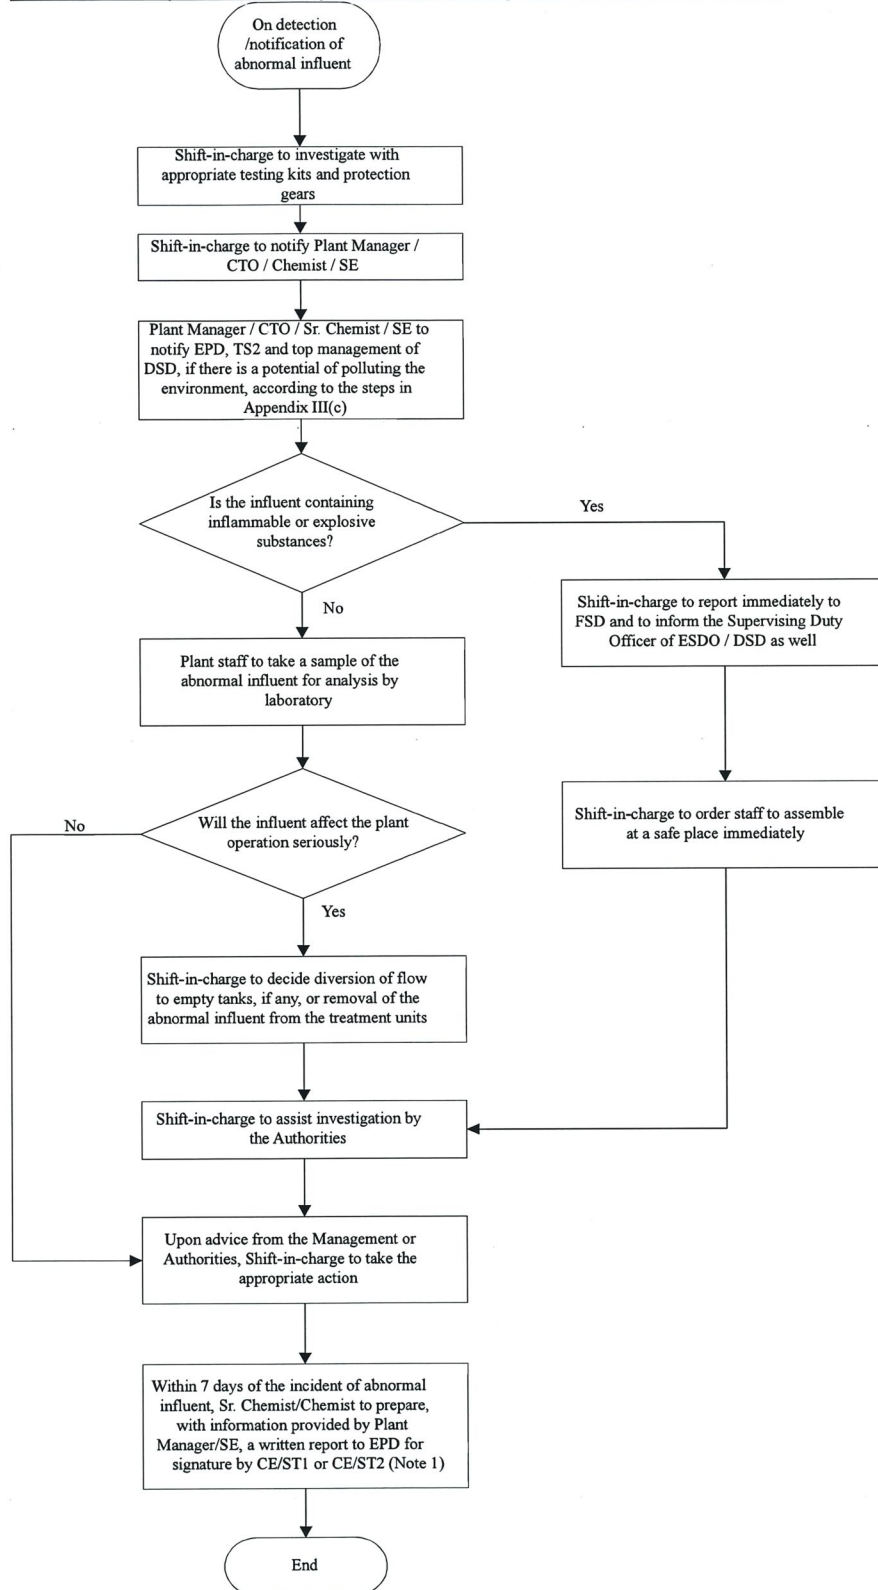 On detection
/notification of
abnormal influent
Shift-in-charge to investigate with
appropriate testing kits and protection
gears
Shift-in-charge to notify Plant Manager /
CTO / Chemist / SE
Plant Manager / CTO / Sr. Chemist / SE to
notify EPD, TS2 and top management of
DSD, if there is a potential of polluting the
environment, according to the steps in
Appendix III(c)
Is the influent containing
inflammable or explosive
substances?
Yes
No
Shift-in-charge to report immediately to
FSD and to inform the Supervising Duty
Officer of ESDO / DSD as well
Plant staff to take a sample of the
abnormal influent for analysis by
laboratory
Shift-in-charge to order staff to assemble
at a safe place immediately
Will the influent affect the plant
operation seriously?
No
Yes
Shift-in-charge to decide diversion of flow
to empty tanks, if any, or removal of the
abnormal influent from the treatment units
Shift-in-charge to assist investigation by
the Authorities
Upon advice from the Management or
Authorities, Shift-in-charge to take the
appropriate action
Within 7 days of the incident of abnormal
influent, Sr. Chemist/Chemist to prepare,
with information provided by Plant
Manager/SE, a written report to EPD for
signature by CE/ST1 or CE/ST2 (Note 1)
End